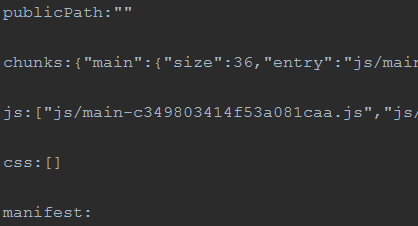 publicPath:""
chunks:{"main":{"size":36,"entry":"js/main
js:["js/main-c349803414f53a081caa.js","js/
css:[]
manifest: